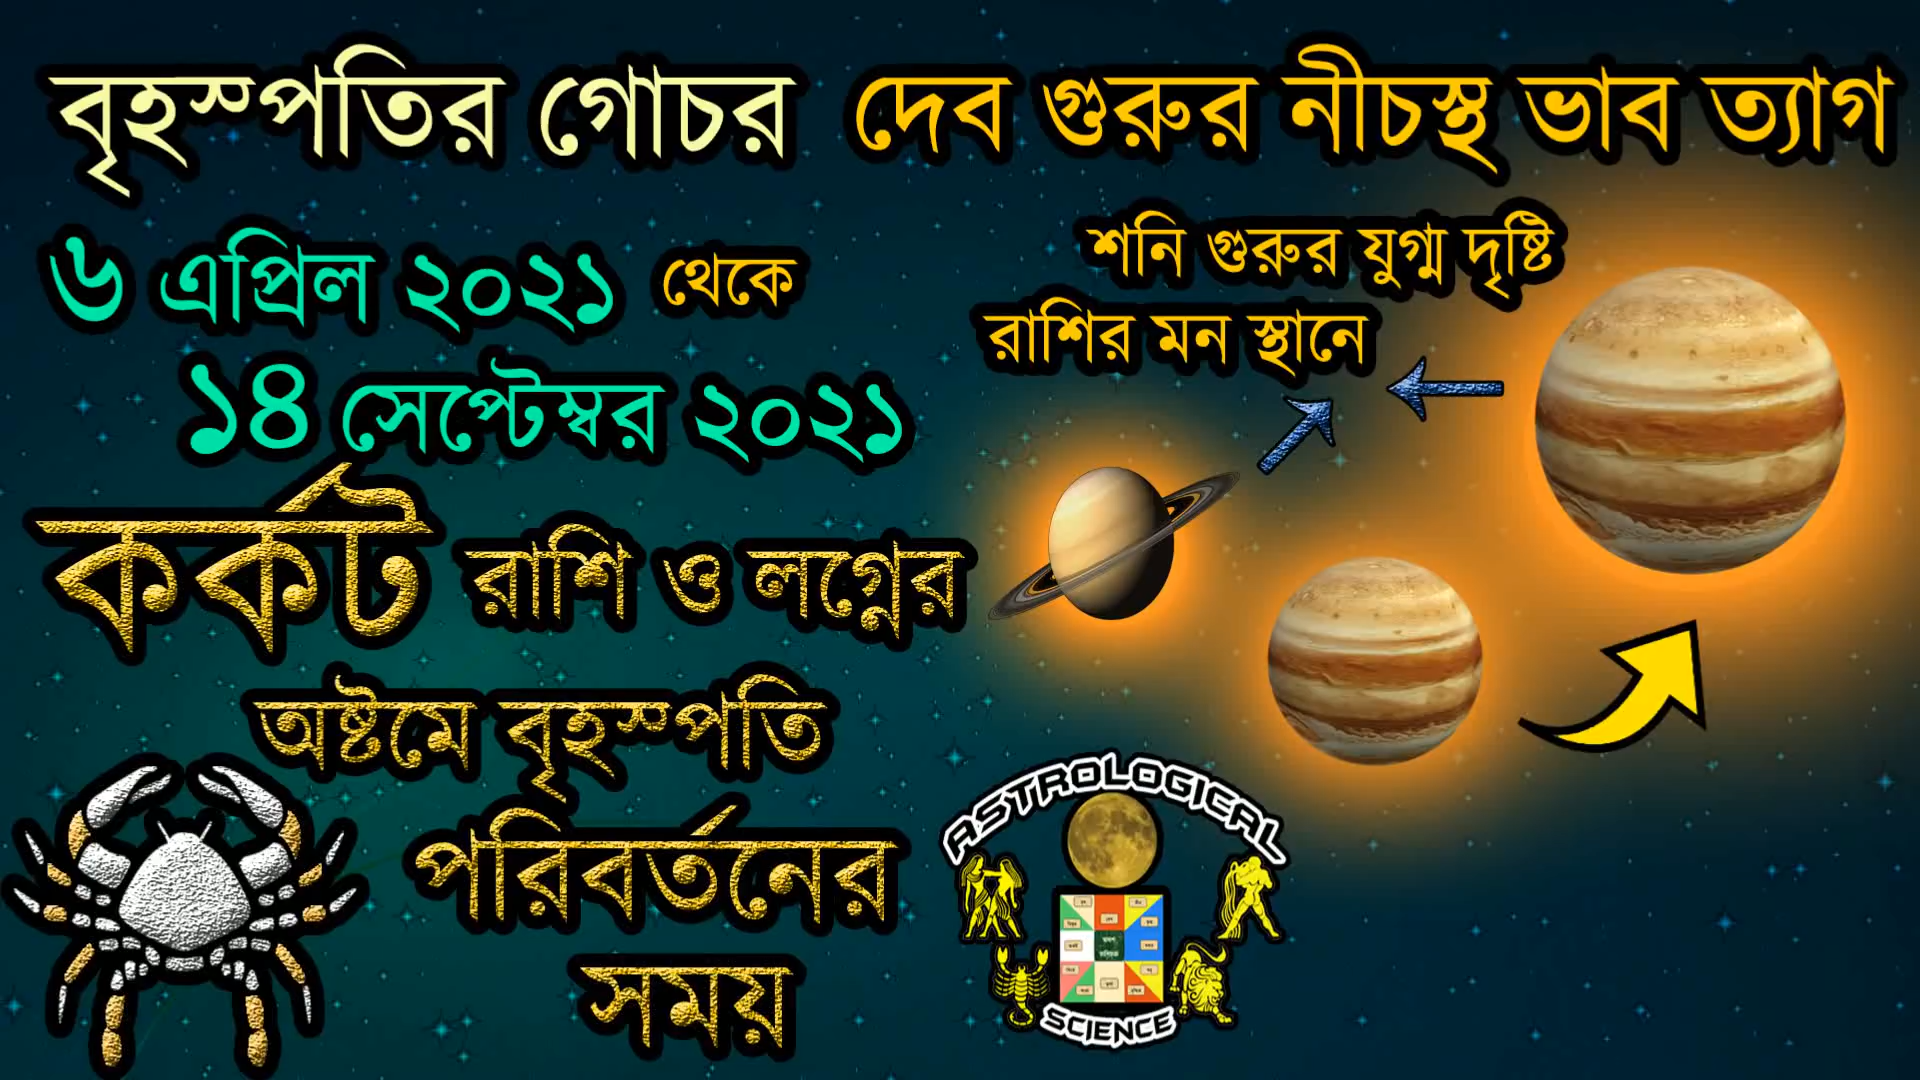 বৃহস্পতির গোচর
দেব গুরুর নীচস্থ ভাব ত্যাগ
৬ এপ্রিল ২০২১ থেকে
১৪ সেপ্টেম্বর ২০২১
শনি গুরুর যুগ্ম দৃষ্টি
রাশির মন স্থানে
কর্কট রাশি ও লগ্নের
অষ্টমে বৃহস্পতি
পরিবর্তনের
সময়
ASTROLOGICAL
SCIENCE